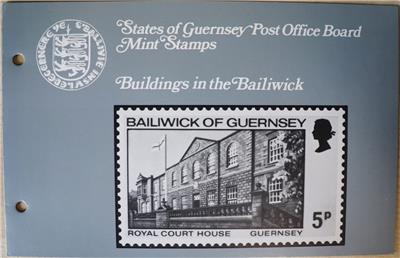 States of Guernsey Post Office Board
Mint Stamps
Buildings in the Bailiwick
BAILIWICK OF GUERNSEY
5P
ROYAL COURT HOUSE GUERNSEY